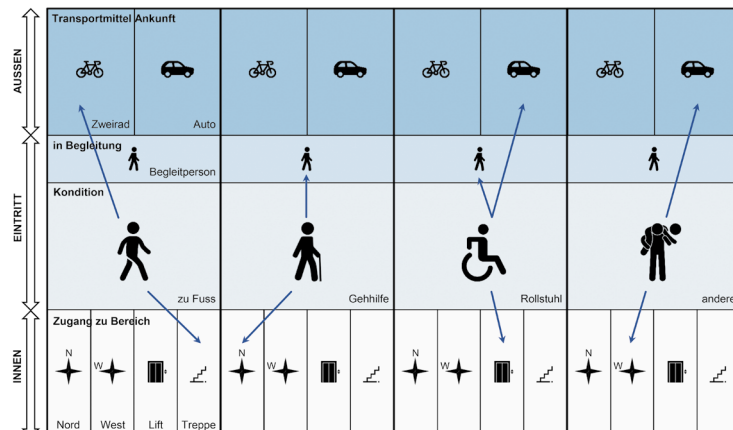 AUSSEN
EINTRITT
INNEN
Transportmittel Ankunft
Zweirad
Auto
in Begleitung
Begleitperson
Kondition
zu Fuss
Gehhilfe
Rollstuhl
andere
Zugang zu Bereich
N
W
N
W
N
W
N
W
Nord
West
Lift
Treppe